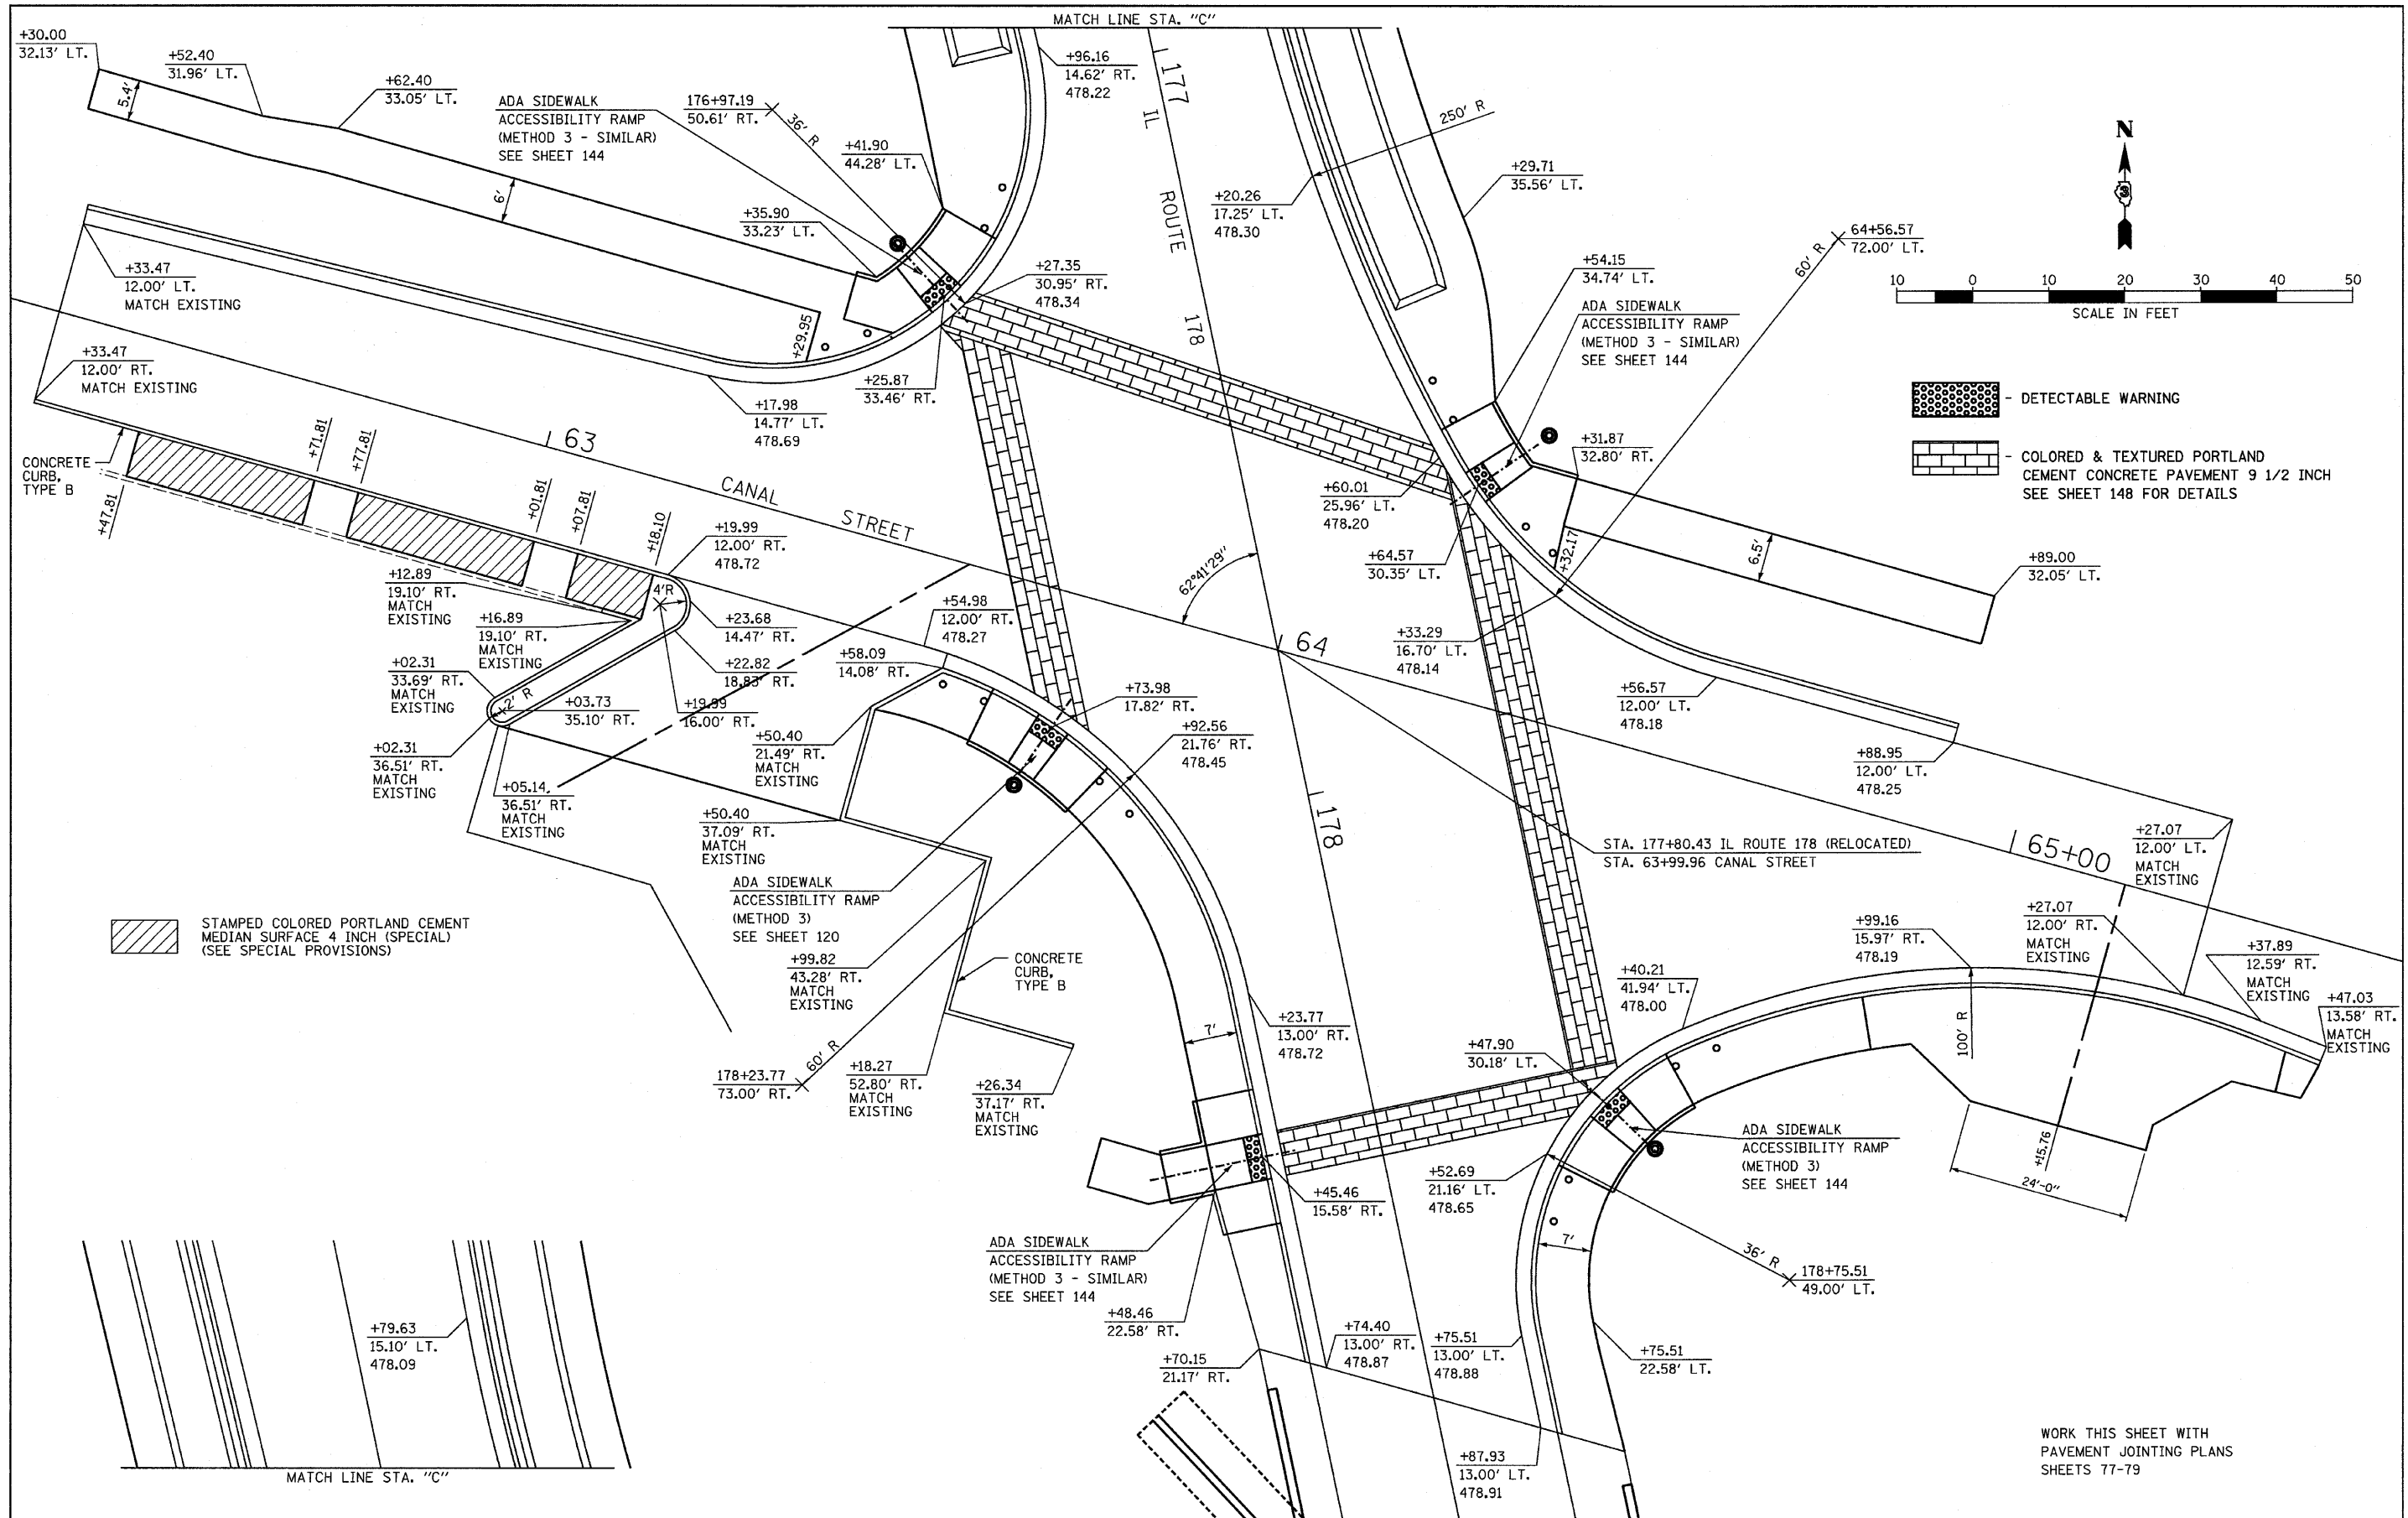 MATCH LINE STA. "C"
+30.00
32.13' LT.
+52.40
31.96' LT.
+62.40
33.05' LT.
5.4'
ADA SIDEWALK
ACCESSIBILITY RAMP
(METHOD 3 - SIMILAR)
SEE SHEET 144
176+97.19
50.61' RT.
36' R
+41.90
44.28' LT.
+96.16
14.62' RT.
478.22
177
IL ROUTE 178
250' R
+20.26
17.25' LT.
478.30
+29.71
35.56' LT.
N
3
64+56.57
72.00' LT.
60' R
10 0 10 20 30 40 50
SCALE IN FEET
6'
+35.90
33.23' LT.
+27.35
30.95' RT.
478.34
+54.15
34.74' LT.
ADA SIDEWALK
ACCESSIBILITY RAMP
(METHOD 3 - SIMILAR)
SEE SHEET 144
+33.47
12.00' LT.
MATCH EXISTING
+29.95
+25.87
33.46' RT.
+33.47
12.00' RT.
MATCH EXISTING
+17.98
14.77' LT.
478.69
- DETECTABLE WARNING
- COLORED & TEXTURED PORTLAND
CEMENT CONCRETE PAVEMENT 9 1/2 INCH
SEE SHEET 148 FOR DETAILS
+31.87
32.80' RT.
+60.01
25.96' LT.
478.20
+64.57
30.35' LT.
+32.17
6.5'
+89.00
32.05' LT.
CONCRETE
CURB,
TYPE B
+47.81
+71.81
+77.81
+01.81
+07.81
+18.10
63
CANAL STREET
+19.99
12.00' RT.
478.72
62°41'29"
+12.89
19.10' RT.
MATCH
EXISTING
4'R
+16.89
19.10' RT.
MATCH
EXISTING
+23.68
14.47' RT.
+54.98
12.00' RT.
478.27
64
+33.29
16.70' LT.
478.14
+02.31
33.69' RT.
MATCH
EXISTING
+22.82
18.83' RT.
+58.09
14.08' RT.
2' R
+03.73
35.10' RT.
+19.99
16.00' RT.
+73.98
17.82' RT.
+56.57
12.00' LT.
478.18
+02.31
36.51' RT.
MATCH
EXISTING
+50.40
21.49' RT.
MATCH
EXISTING
+92.56
21.76' RT.
478.45
+88.95
12.00' LT.
478.25
+05.14
36.51' RT.
MATCH
EXISTING
+50.40
37.09' RT.
MATCH
EXISTING
178
STA. 177+80.43 IL ROUTE 178 (RELOCATED)
STA. 63+99.96 CANAL STREET
65+00
+27.07
12.00' LT.
MATCH
EXISTING
ADA SIDEWALK
ACCESSIBILITY RAMP
(METHOD 3)
SEE SHEET 120
STAMPED COLORED PORTLAND CEMENT
MEDIAN SURFACE 4 INCH (SPECIAL)
(SEE SPECIAL PROVISIONS)
+99.82
43.28' RT.
MATCH
EXISTING
CONCRETE
CURB,
TYPE B
+99.16
15.97' RT.
478.19
+27.07
12.00' RT.
MATCH
EXISTING
+37.89
12.59' RT.
MATCH
EXISTING
+47.03
13.58' RT.
MATCH
EXISTING
+40.21
41.94' LT.
478.00
7'
+23.77
13.00' RT.
478.72
+47.90
30.18' LT.
100' R
178+23.77
73.00' RT.
60' R
+18.27
52.80' RT.
MATCH
EXISTING
+26.34
37.17' RT.
MATCH
EXISTING
ADA SIDEWALK
ACCESSIBILITY RAMP
(METHOD 3)
SEE SHEET 144
+15.76
24'-0"
+45.46
15.58' RT.
+52.69
21.16' LT.
478.65
ADA SIDEWALK
ACCESSIBILITY RAMP
(METHOD 3 - SIMILAR)
SEE SHEET 144
7'
36' R
178+75.51
49.00' LT.
+48.46
22.58' RT.
+79.63
15.10' LT.
478.09
+74.40
13.00' RT.
478.87
+75.51
13.00' LT.
478.88
+75.51
22.58' LT.
+70.15
21.17' RT.
+87.93
13.00' LT.
478.91
MATCH LINE STA. "C"
WORK THIS SHEET WITH
PAVEMENT JOINTING PLANS
SHEETS 77-79